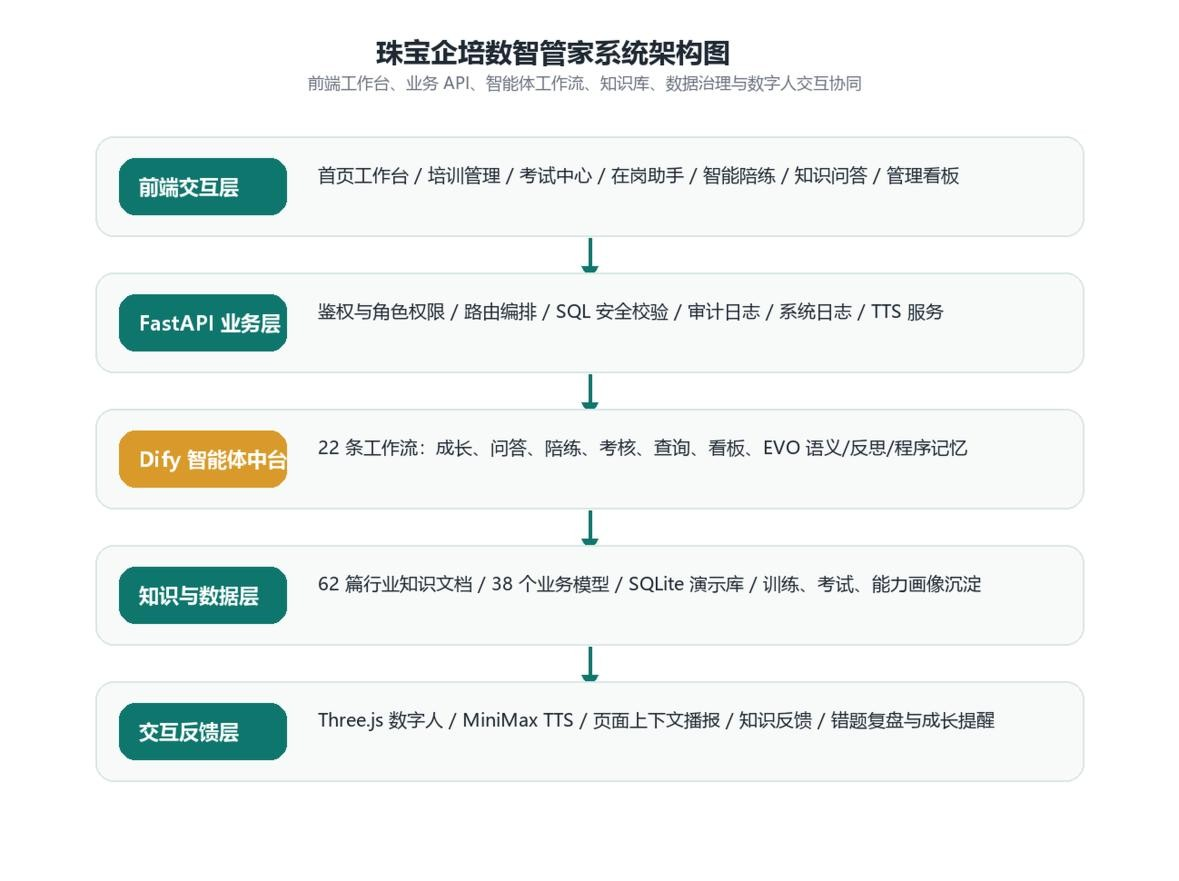 珠宝企培数智管家系统架构图
前端工作台、业务 API、智能体工作流、知识库、数据治理与数字人交互协同
前端交互层
首页工作台 / 培训管理 / 考试中心 / 在岗助手 / 智能陪练 / 知识问答 / 管理看板
FastAPI 业务层
鉴权与角色权限 / 路由编排 / SQL 安全校验 / 审计日志 / 系统日志 / TTS 服务
Dify 智能体中台
22 条工作流：成长、问答、陪练、考核、查询、看板、EVO 语义/反思/程序记忆
知识与数据层
62 篇行业知识文档 / 38 个业务模型 / SQLite 演示库 / 训练、考试、能力画像沉淀
交互反馈层
Three.js 数字人 / MiniMax TTS / 页面上下文播报 / 知识反馈 / 错题复盘与成长提醒